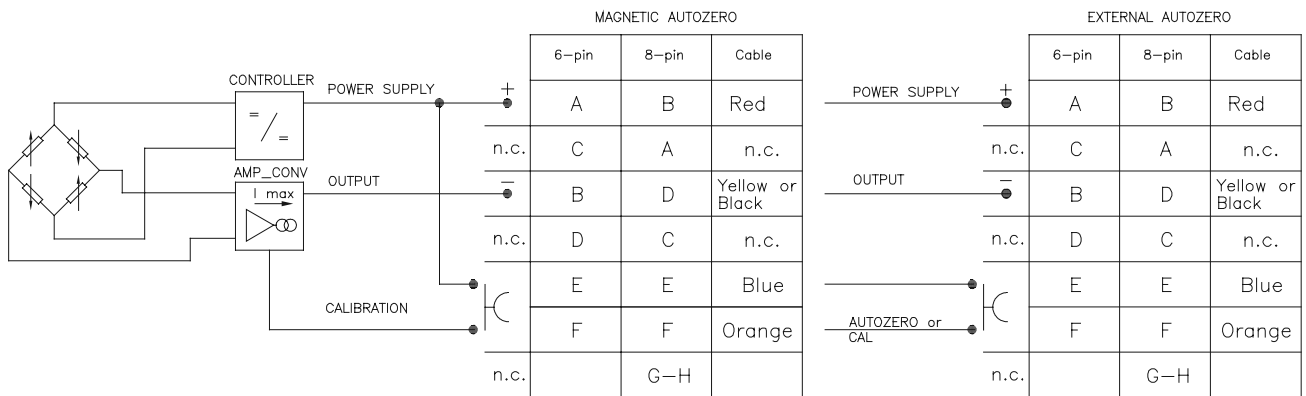 MAGNETIC AUTOZERO
6-pin 8-pin Cable
CONTROLLER
=/=
POWER SUPPLY
+ A B Red
n.c. C A n.c.
AMP_CONV
I max
OUTPUT
- B D Yellow or
Black
n.c. D C n.c.
E E Blue
CALIBRATION
F F Orange
n.c. G-H
EXTERNAL AUTOZERO
6-pin 8-pin Cable
POWER SUPPLY
+ A B Red
n.c. C A n.c.
OUTPUT
- B D Yellow or
Black
n.c. D C n.c.
E E Blue
AUTOZERO or
CAL
F F Orange
n.c. G-H